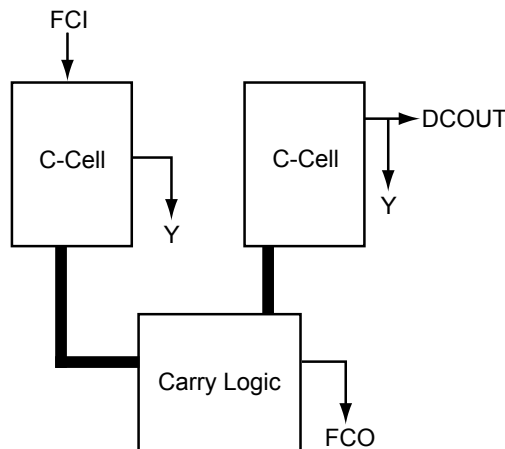 FCI
C-Cell
C-Cell
DCOUT
Y
Y
Carry Logic
FCO